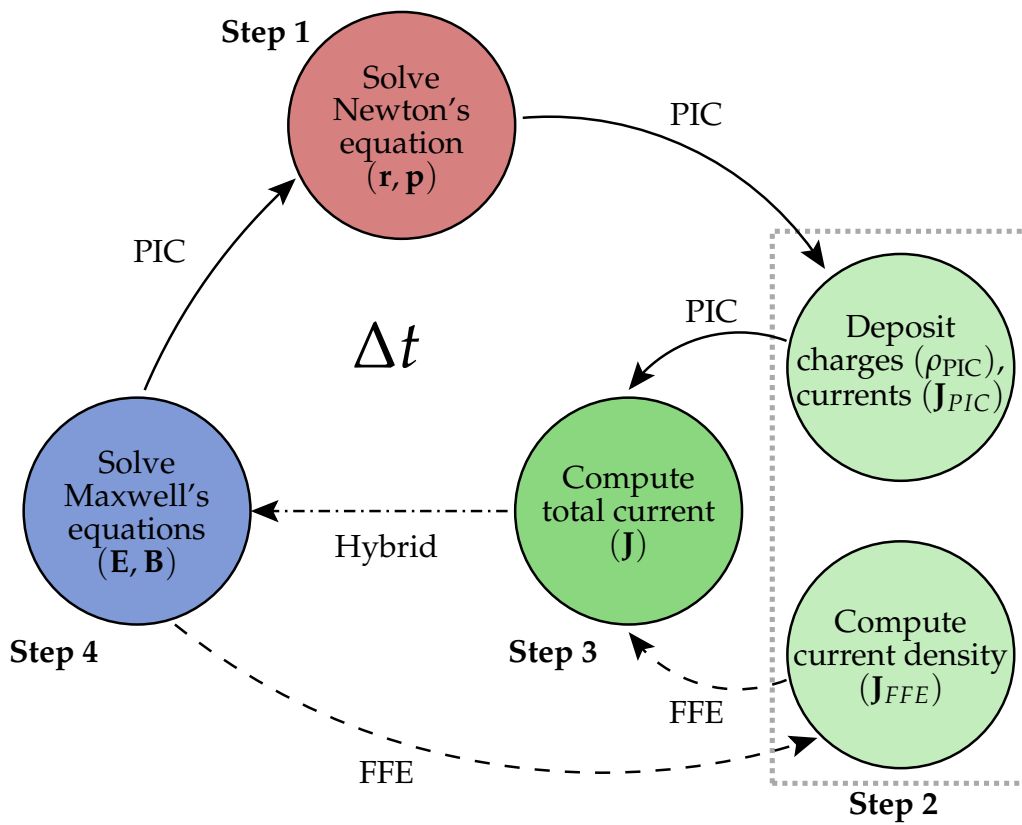 Step 1
Solve
Newton's
equation
(r, p)
PIC
PIC
Δt
PIC
Deposit
charges (ρ_PIC),
currents (J_PIC)
Solve
Maxwell's
equations
(E, B)
Hybrid
Compute
total current
(J)
Compute
current density
(J_FFE)
Step 4
Step 3
FFE
FFE
Step 2